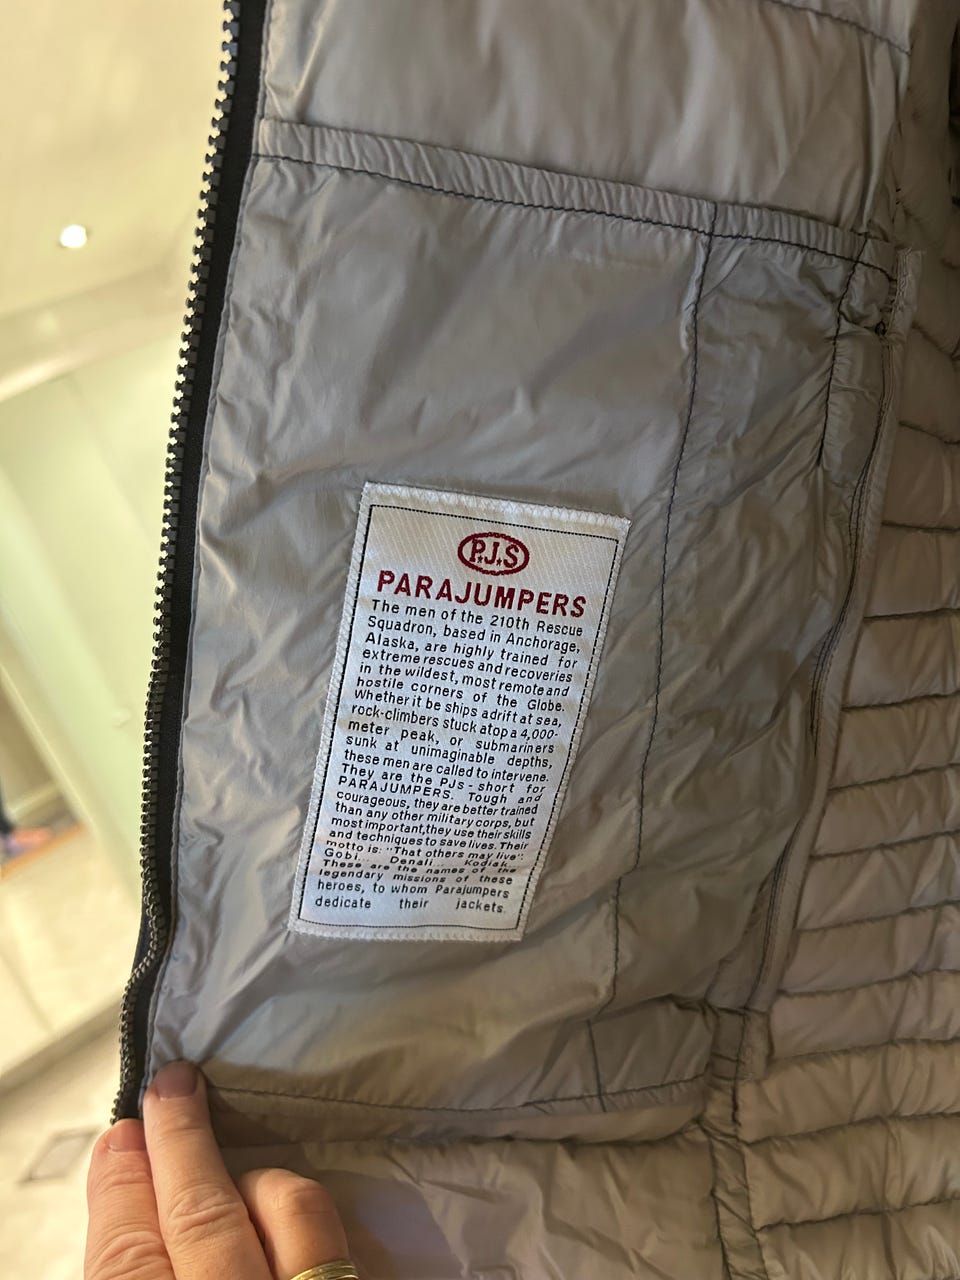 P.J.S
PARAJUMPERS
The men of the 210th Rescue
Squadron, based in Anchorage,
Alaska, are highly trained for
extreme rescues and recoveries
in the wildest, most remote and
hostile corners of the Globe.
Whether it be ships adrift at sea,
rock-climbers stuck atop a 4,000-
meter peak, or submariners
sunk at unimaginable depths,
these men are called to intervene.
They are the PJs - short for
PARAJUMPERS. Tough and
courageous, they are better trained
than any other military corps, but
most important, they use their skills
and techniques to save lives. Their
motto is: "That others may live":
Gobi... Denali... Kodiak...
These are the names of the
legendary missions of these
heroes, to whom Parajumpers
dedicate their jackets.